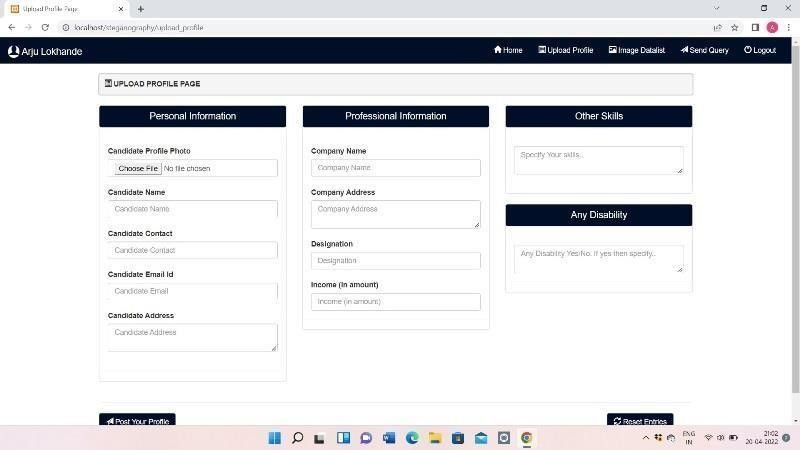 Upload Profile Page
localhost/steganography/upload_profile
Arju Lokhande
Home
Upload Profile
Image Datalist
Send Query
Logout
UPLOAD PROFILE PAGE
Personal Information
Candidate Profile Photo
Choose File No file chosen
Candidate Name
Candidate Name
Candidate Contact
Candidate Contact
Candidate Email Id
Candidate Email
Candidate Address
Candidate Address
Professional Information
Company Name
Company Name
Company Address
Company Address
Designation
Designation
Income (in amount)
Income (in amount)
Other Skills
Specify Your skills..
Any Disability
Any Disability Yes/No. If yes then specify..
Post Your Profile
Reset Entries
ENG
IN
21:02
20-04-2022